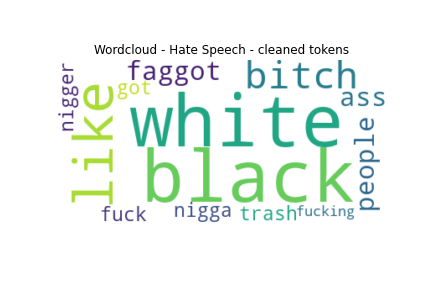 Wordcloud - Hate Speech - cleaned tokens
nigger
faggot
got
bitch
ass
like
white
black
people
fuck
nigga
trash
fucking